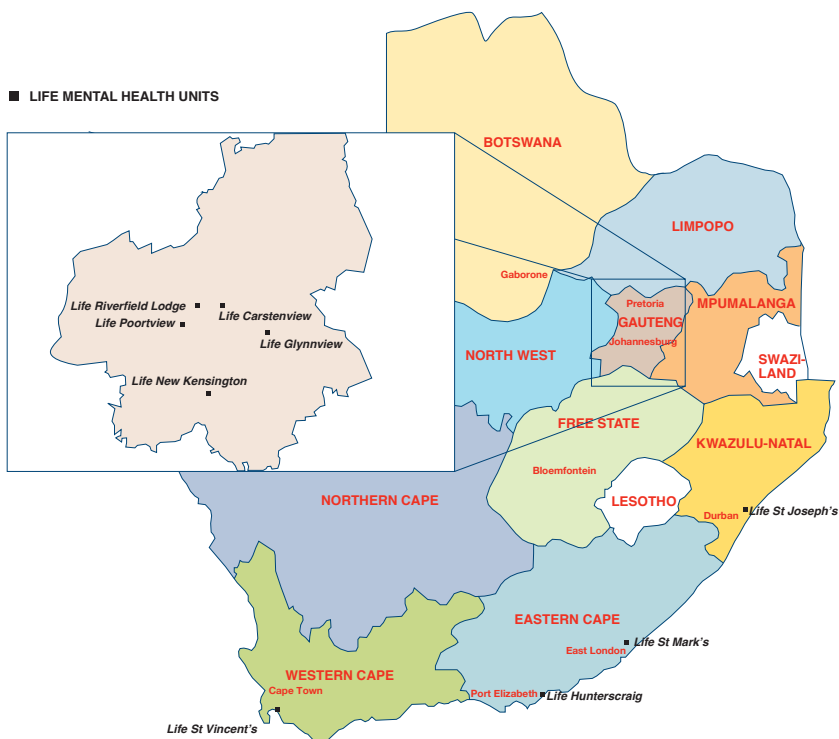 LIFE MENTAL HEALTH UNITS
BOTSWANA
LIMPOPO
Gaborone
Pretoria
MPUMALANGA
GAUTENG
Johannesburg
NORTH WEST
SWAZI-
LAND
Life Riverfield Lodge
Life Carstenview
Life Poortview
Life Glynnview
Life New Kensington
FREE STATE
KWAZULU-NATAL
Bloemfontein
NORTHERN CAPE
LESOTHO
Durban
Life St Joseph's
EASTERN CAPE
East London
Life St Mark's
WESTERN CAPE
Cape Town
Port Elizabeth
Life Hunterscraig
Life St Vincent's